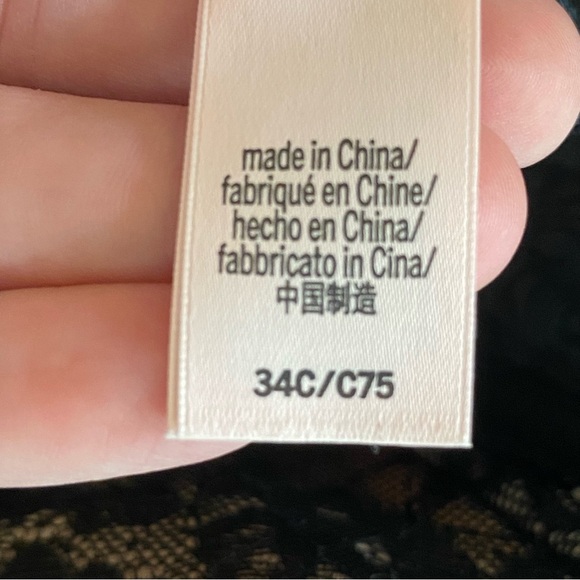 made in China/
fabriqué en Chine/
hecho en China/
fabbricato in Cina/
中国制造
34C/C75